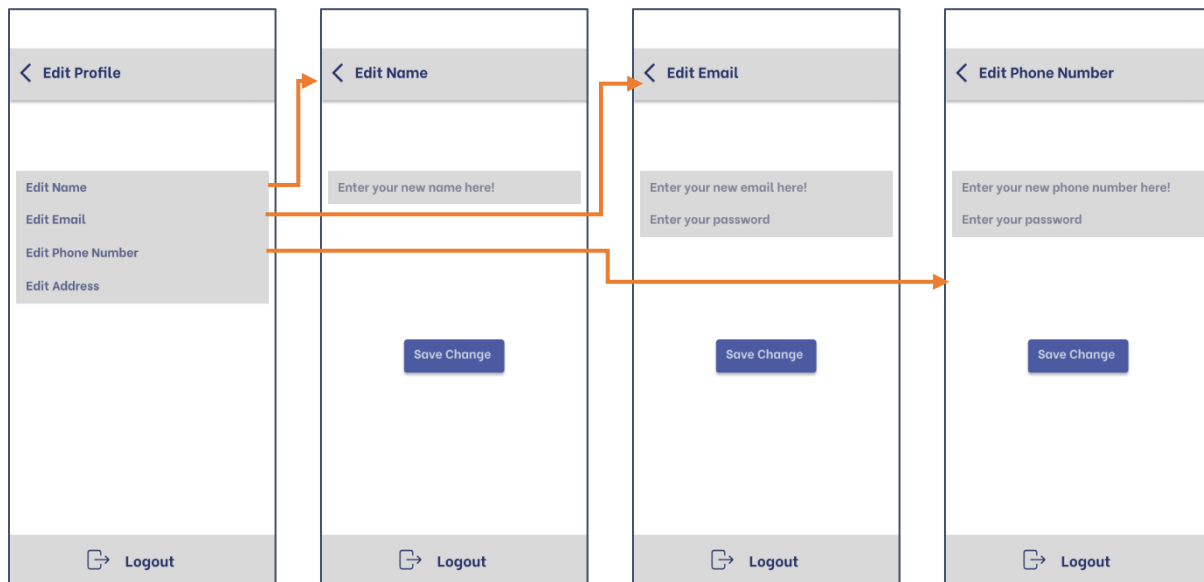 Edit Profile
Edit Name
Edit Email
Edit Phone Number
Edit Address
Logout
Edit Name
Enter your new name here!
Save Change
Logout
Edit Email
Enter your new email here!
Enter your password
Save Change
Logout
Edit Phone Number
Enter your new phone number here!
Enter your password
Save Change
Logout